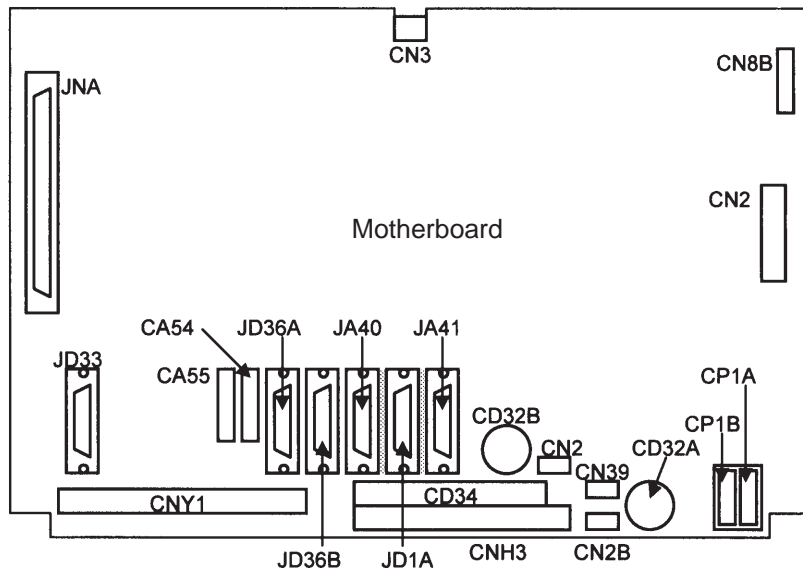 CN3
CN8B
JNA
CN2
Motherboard
CA54
JD36A
JA40
JA41
JD33
CA55
CP1A
CD32B
CP1B
CN2
CD32A
CN39
CD34
CNY1
JD36B
JD1A
CNH3
CN2B